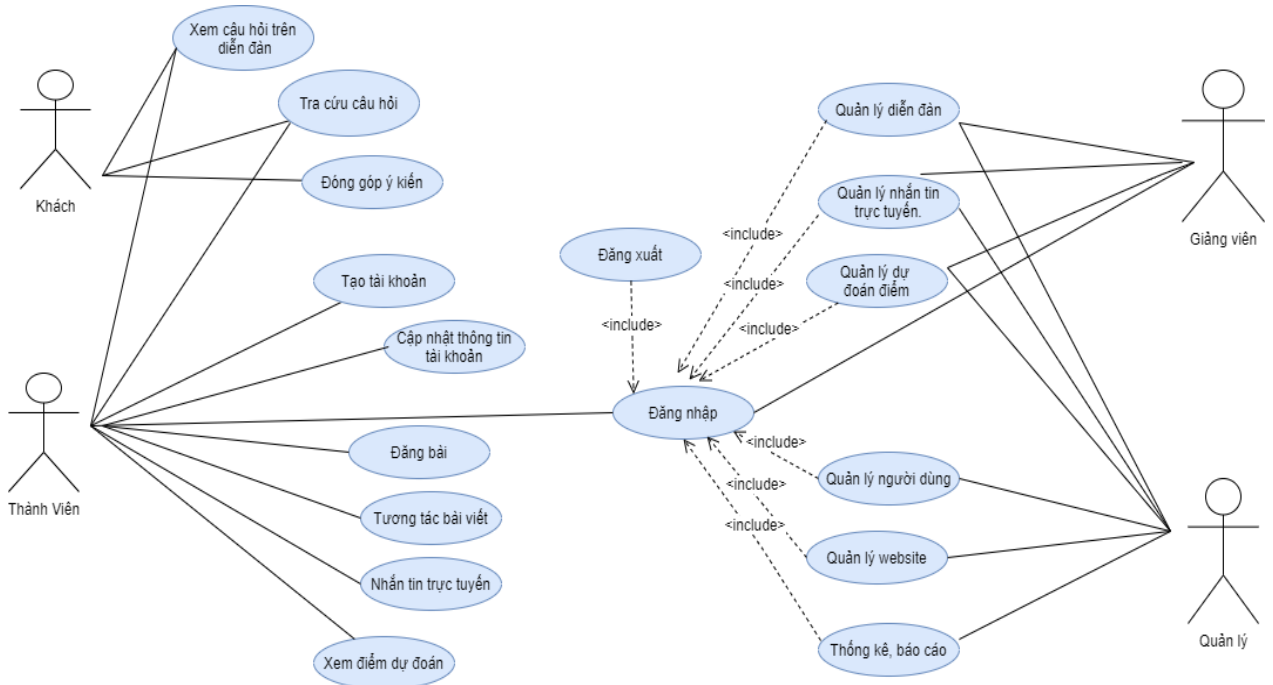 Xem câu hỏi trên
diễn đàn
Tra cứu câu hỏi
Đóng góp ý kiến
Khách
Quản lý diễn đàn
Quản lý nhắn tin
trực tuyến.
Quản lý dự
đoán điểm
Giảng viên
<include>
<include>
<include>
Đăng xuất
<include>
Tạo tài khoản
Cập nhật thông tin
tài khoản
Đăng nhập
Thành Viên
Đăng bài
Tương tác bài viết
Nhắn tin trực tuyến
Xem điểm dự đoán
<include>
<include>
<include>
Quản lý người dùng
Quản lý website
Thống kê, báo cáo
Quản lý